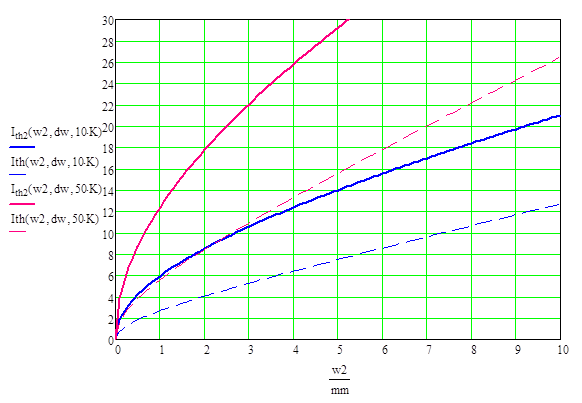 30
28
26
24
22
20
18
16
14
12
10
8
6
4
2
0
I_th2(w2, dw, 10·K)
Ith(w2, dw, 10·K)
I_th2(w2, dw, 50·K)
Ith(w2, dw, 50·K)
0 1 2 3 4 5 6 7 8 9 10
w2
mm